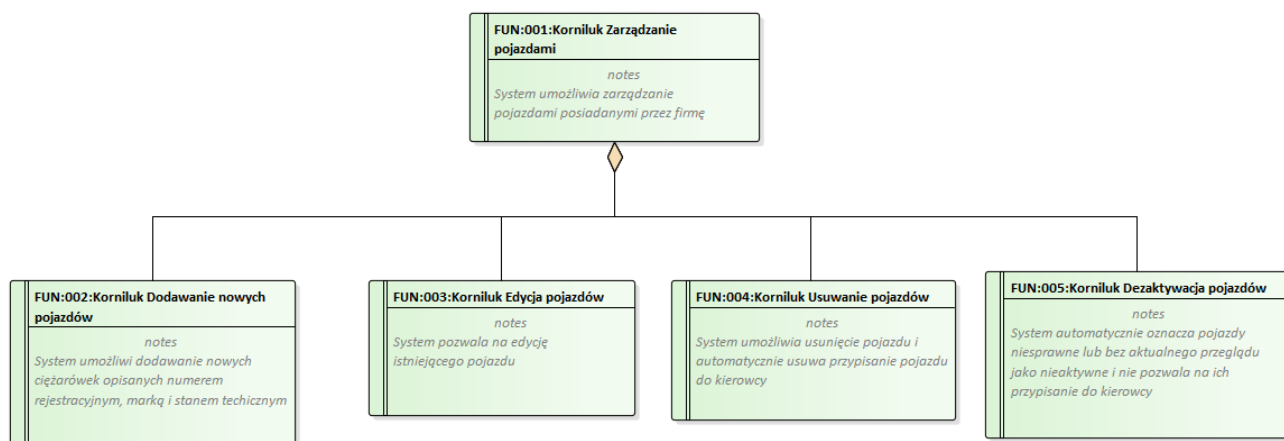 FUN:001:Korniluk Zarządzanie
pojazdami
notes
System umożliwia zarządzanie
pojazdami posiadanymi przez firmę
FUN:002:Korniluk Dodawanie nowych
pojazdów
notes
System umożliwi dodawanie nowych
ciężarówek opisanych numerem
rejestracyjnym, marką i stanem techicznym
FUN:003:Korniluk Edycja pojazdów
notes
System pozwala na edycję
istniejącego pojazdu
FUN:004:Korniluk Usuwanie pojazdów
notes
System umożliwia usunięcie pojazdu i
automatycznie usuwa przypisanie pojazdu
do kierowcy
FUN:005:Korniluk Dezaktywacja pojazdów
notes
System automatycznie oznacza pojazdy
niesprawne lub bez aktualnego przeglądu
jako nieaktywne i nie pozwala na ich
przypisanie do kierowcy